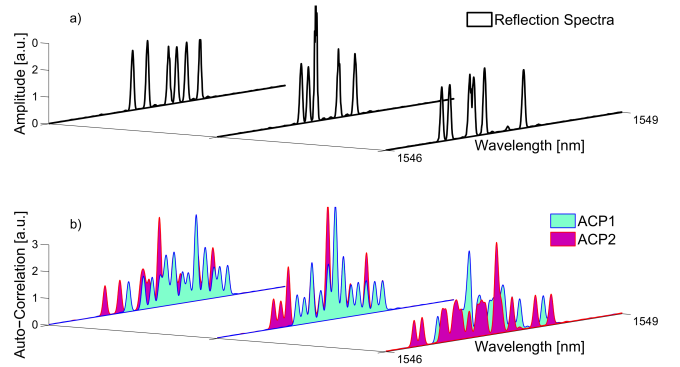 a)
Reflection Spectra
Amplitude [a.u.]
0
2
1
0
Wavelength [nm]
1549
1546
b)
ACP1
ACP2
Auto−Correlation [a.u.]
3
2
1
0
Wavelength [nm]
1549
1546